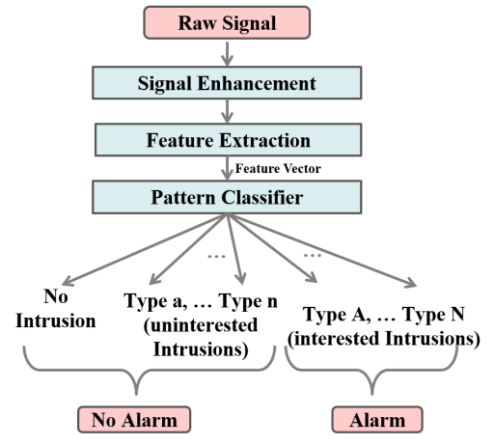 Raw Signal
Signal Enhancement
Feature Extraction
Feature Vector
Pattern Classifier
... ...
No
Intrusion
Type a, ... Type n
(uninterested
Intrusions)
Type A, ... Type N
(interested Intrusions)
No Alarm
Alarm